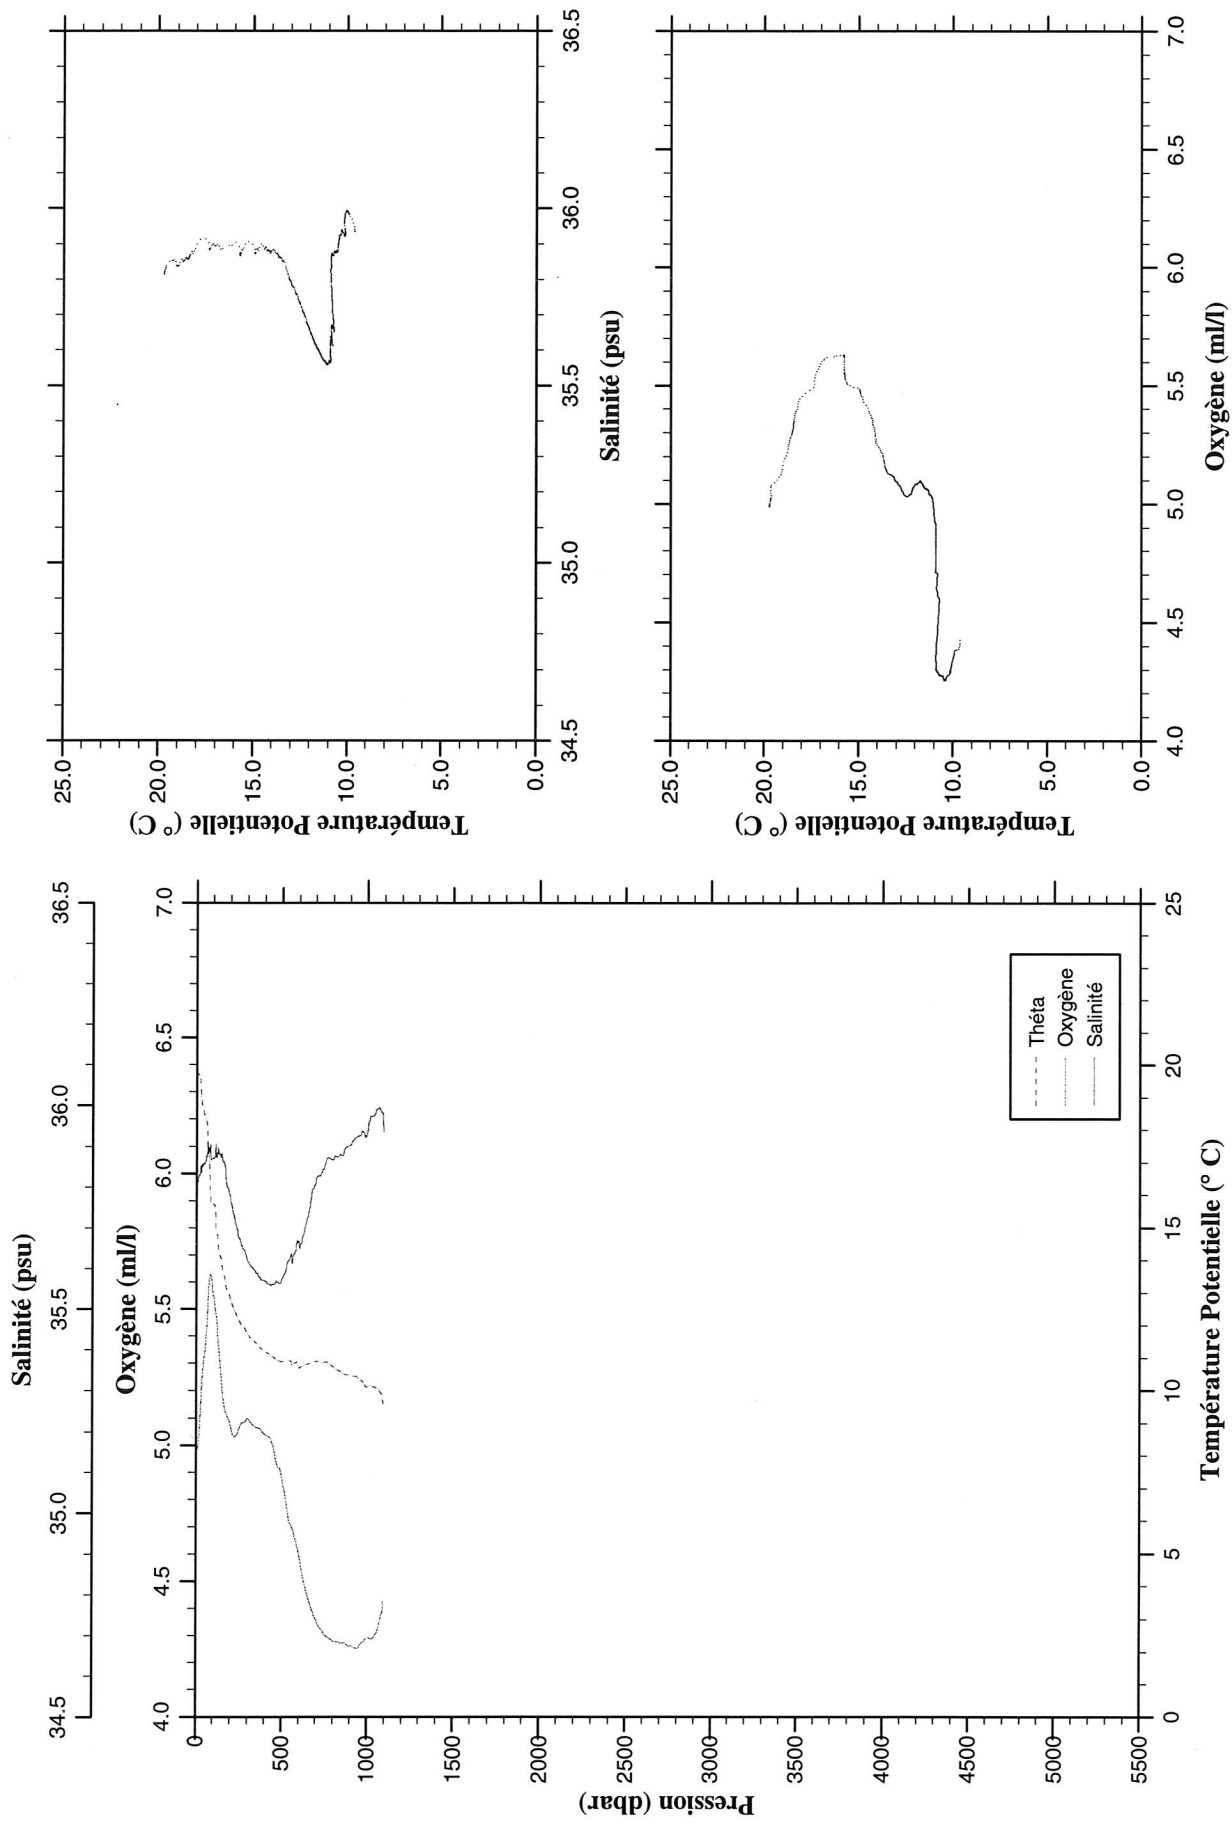 Salinité (psu)
34.5 35.0 35.5 36.0 36.5
Oxygène (ml/l)
4.0 4.5 5.0 5.5 6.0 6.5 7.0
Pression (dbar)
0
500
1000
1500
2000
2500
3000
3500
4000
4500
5000
5500
Théta
Oxygène
Salinité
0 5 10 15 20 25
Température Potentielle (° C)
Température Potentielle (° C)
25.0
20.0
15.0
10.0
5.0
0.0
34.5 35.0 35.5 36.0 36.5
Salinité (psu)
Température Potentielle (° C)
25.0
20.0
15.0
10.0
5.0
0.0
4.0 4.5 5.0 5.5 6.0 6.5 7.0
Oxygène (ml/l)